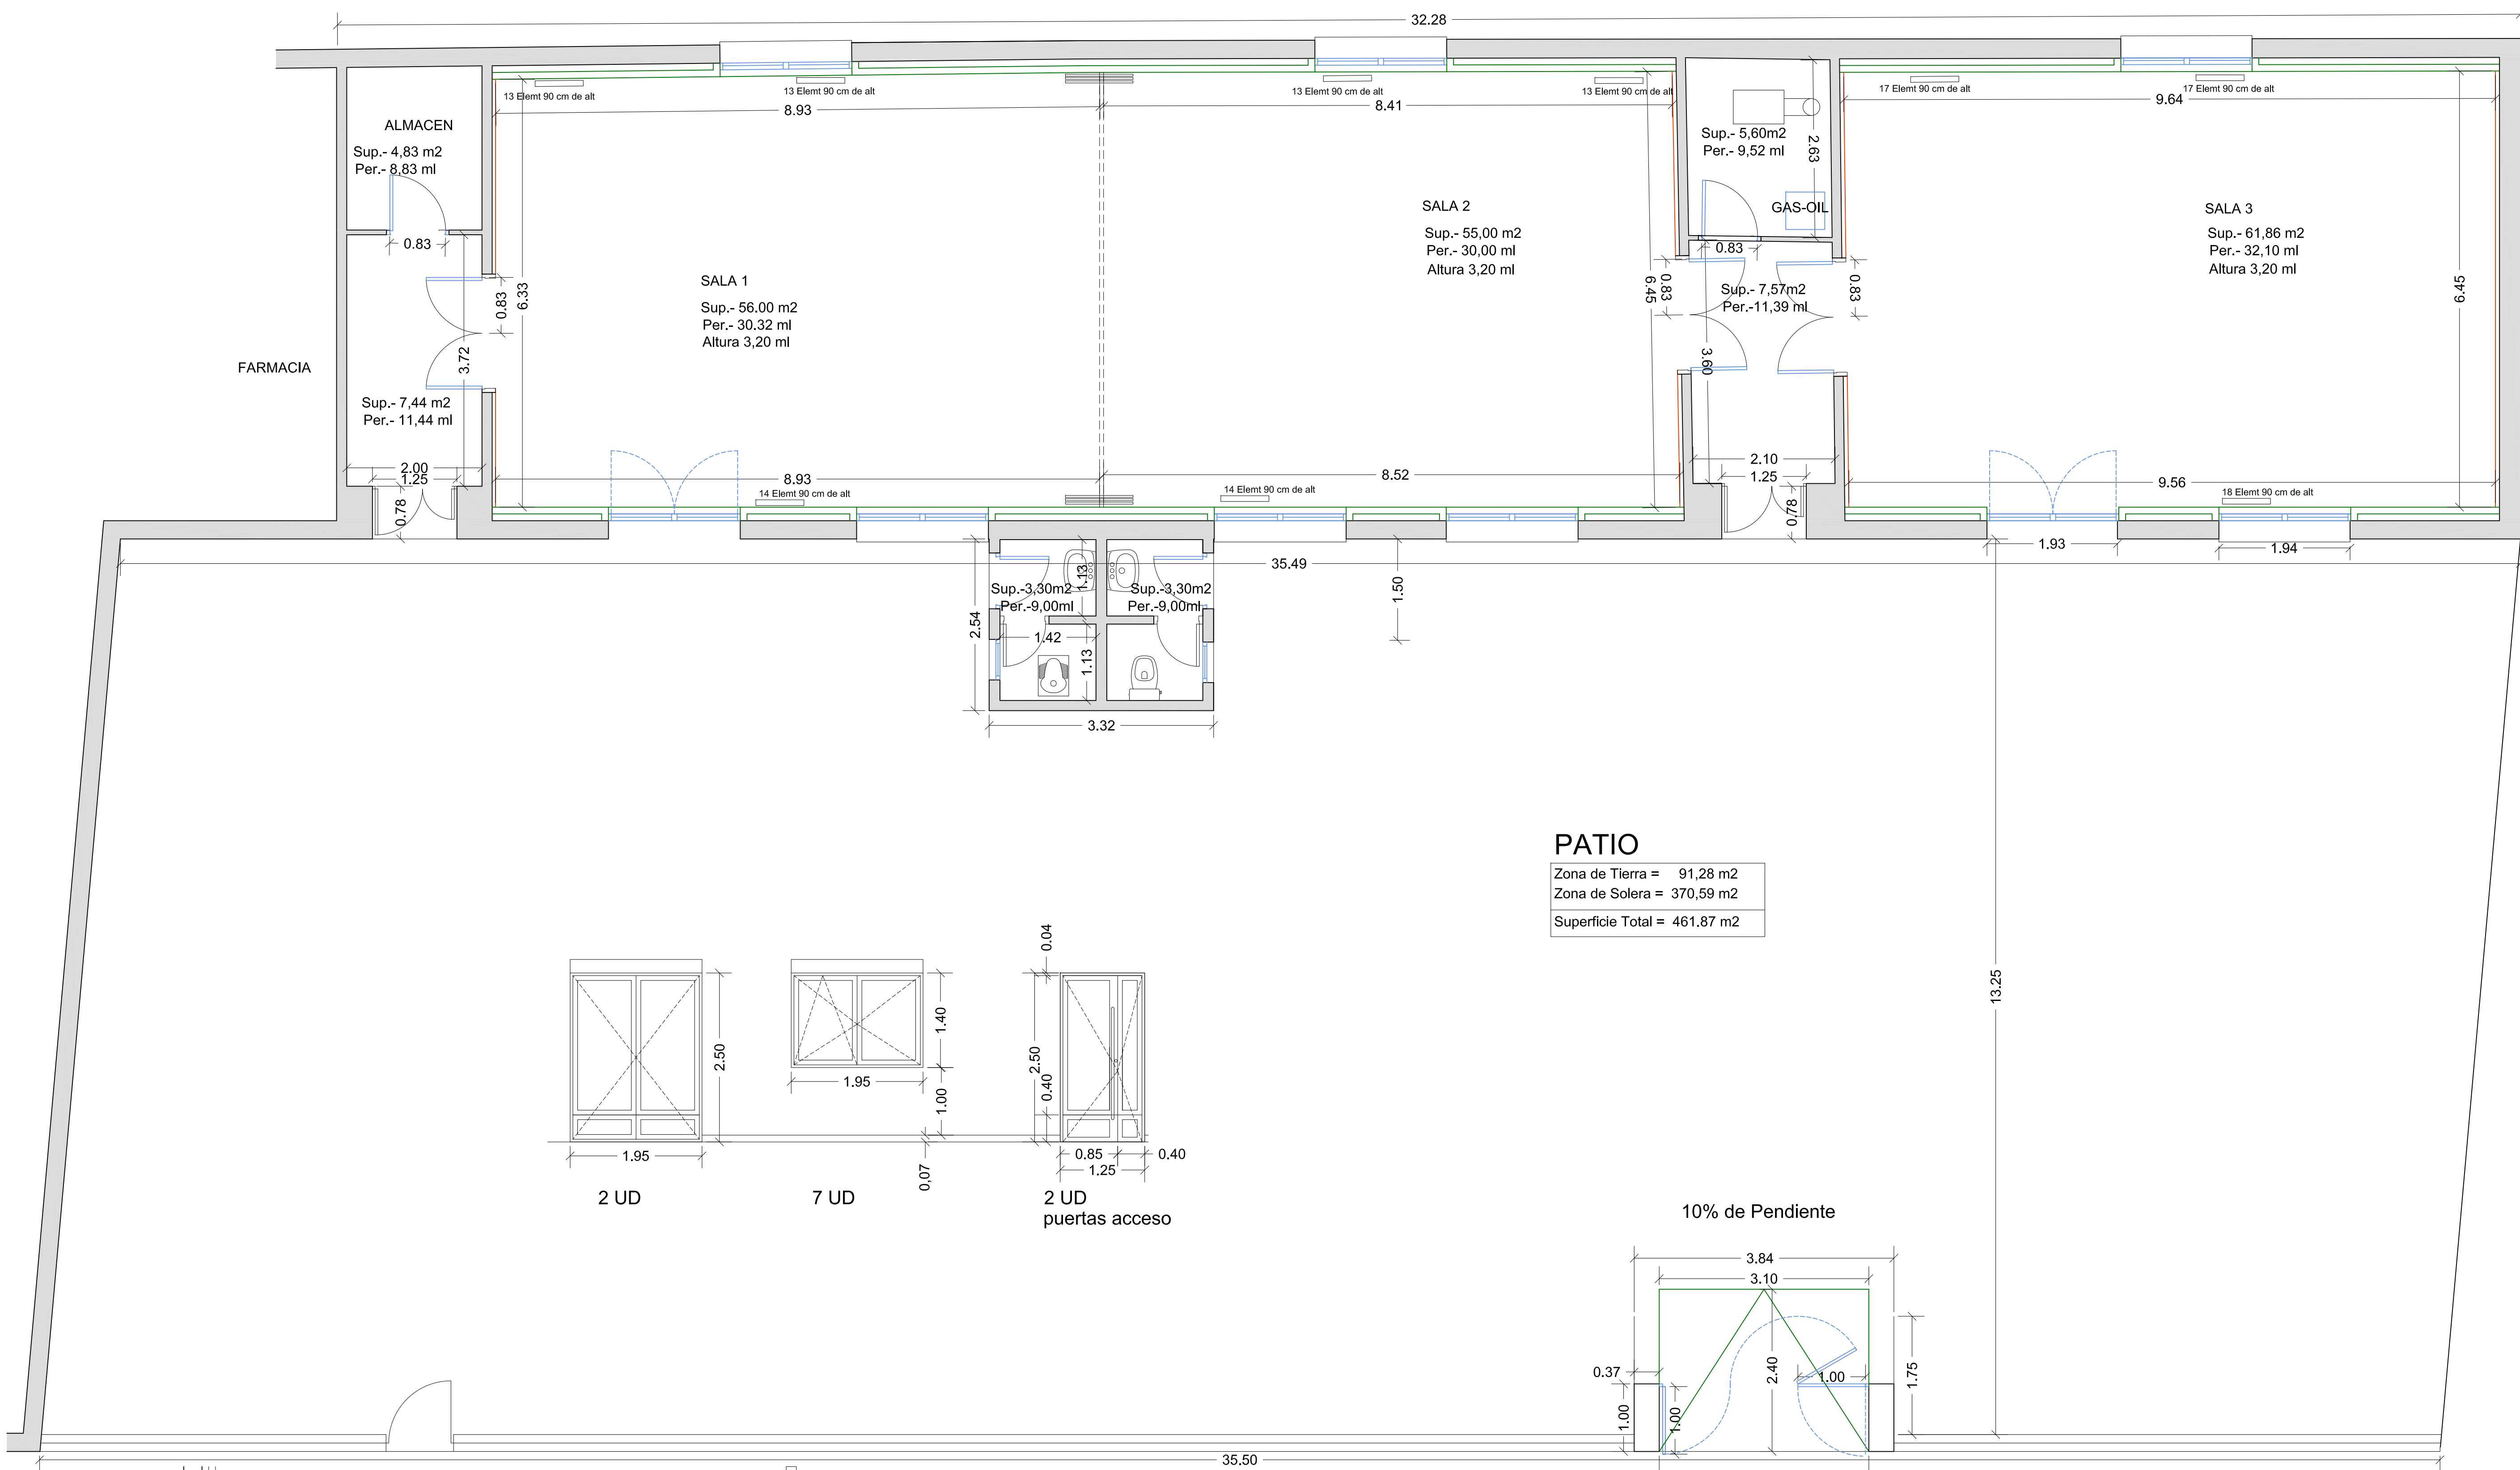 32.28
13 Elemt 90 cm de alt
13 Elemt 90 cm de alt
13 Elemt 90 cm de alt
13 Elemt 90 cm de alt
17 Elemt 90 cm de alt
17 Elemt 90 cm de alt
8.93
8.41
9.64
ALMACEN
Sup.- 4,83 m2
Per.- 8,83 ml
0.83
Sup.- 5,60m2
Per.- 9,52 ml
2.63
GAS-OIL
0.83
SALA 1
Sup.- 56.00 m2
Per.- 30.32 ml
Altura 3,20 ml
SALA 2
Sup.- 55,00 m2
Per.- 30,00 ml
Altura 3,20 ml
SALA 3
Sup.- 61,86 m2
Per.- 32,10 ml
Altura 3,20 ml
0.83
6.33
3.72
6.45
0.83
Sup.- 7,57m2
Per.-11,39 ml
0.83
6.45
3.60
FARMACIA
Sup.- 7,44 m2
Per.- 11,44 ml
2.00
1.25
0.78
8.93
8.52
2.10
1.25
0.78
9.56
14 Elemt 90 cm de alt
14 Elemt 90 cm de alt
18 Elemt 90 cm de alt
1.93
1.94
35.49
1.50
Sup.-3,30m2
Per.-9,00ml
1.13
Sup.-3,30m2
Per.-9,00ml
2.54
1.42
1.13
3.32
PATIO
Zona de Tierra = 91,28 m2
Zona de Solera = 370,59 m2
Superficie Total = 461.87 m2
13.25
2.50
1.95
2 UD
1.40
1.95
1.00
0,07
7 UD
0.04
2.50
0.40
0.85
0.40
1.25
2 UD
puertas acceso
10% de Pendiente
3.84
3.10
0.37
2.40
1.00
1.75
1.00
1.00
35.50